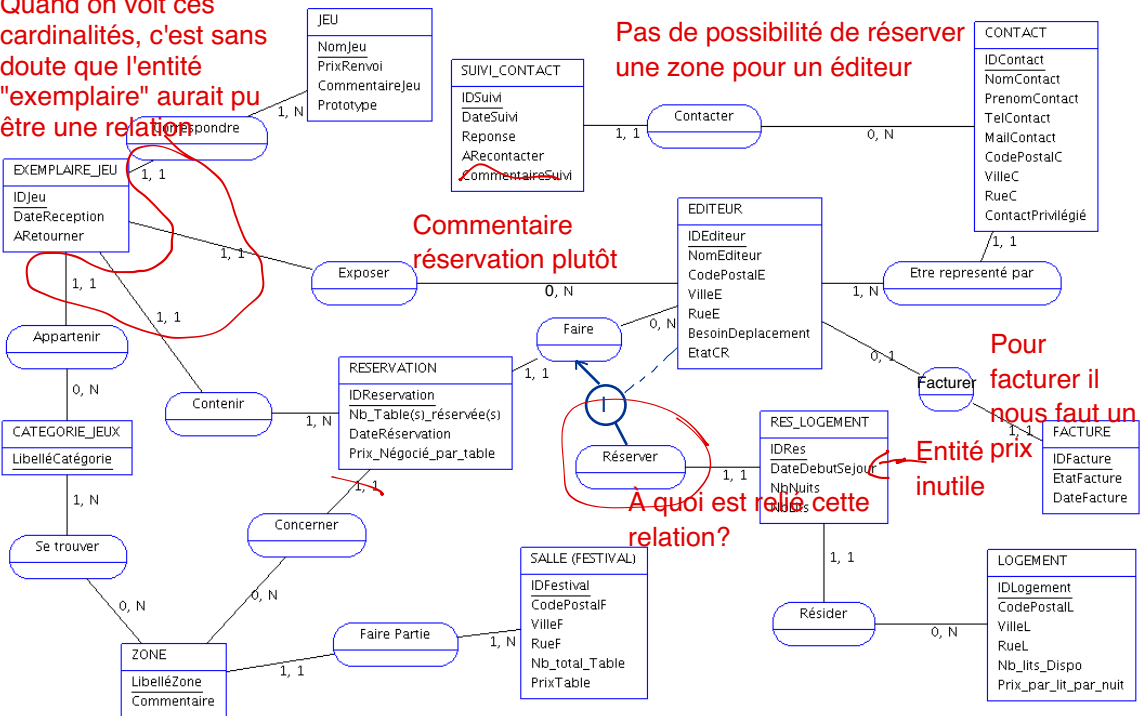 Quand on voit ces
cardinalités, c'est sans
doute que l'entité
"exemplaire" aurait pu
être une relation
JEU
NomJeu
PrixRenvoi
CommentaireJeu
Prototype
1, N
Correspondre
1, 1
EXEMPLAIRE_JEU
IDJeu
DateReception
ARetourner
SUIVI_CONTACT
IDSuivi
DateSuivi
Reponse
ARecontacter
CommentaireSuivi
Pas de possibilité de réserver
une zone pour un éditeur
1, 1
Contacter
0, N
CONTACT
IDContact
NomContact
PrenomContact
TelContact
MailContact
CodePostalC
VilleC
RueC
ContactPrivilégié
1, 1
Etre representé par
1, N
Commentaire
réservation plutôt
1, 1
Exposer
0, N
EDITEUR
IDEditeur
NomEditeur
CodePostalE
VilleE
RueE
BesoinDeplacement
EtatCR
1, 1
Appartenir
0, N
1, 1
Contenir
1, N
Faire
0, N
1, 1
RESERVATION
IDReservation
Nb_Table(s)_réservée(s)
DateRéservation
Prix_Négocié_par_table
1, 1
I
Réserver
1, 1
À quoi est relié cette
relation?
RES_LOGEMENT
IDRes
DateDebutSejour
NbNuits
NbLits
Entité
inutile
0, 1
Facturer
1, 1
Pour
facturer il
nous faut un
prix
FACTURE
IDFacture
EtatFacture
DateFacture
CATEGORIE_JEUX
LibelléCatégorie
1, N
Se trouver
0, N
Concerner
0, N
ZONE
LibelléZone
Commentaire
1, 1
Faire Partie
1, N
SALLE (FESTIVAL)
IDFestival
CodePostalF
VilleF
RueF
Nb_total_Table
PrixTable
1, 1
Résider
0, N
LOGEMENT
IDLogement
CodePostalL
VilleL
RueL
Nb_lits_Dispo
Prix_par_lit_par_nuit